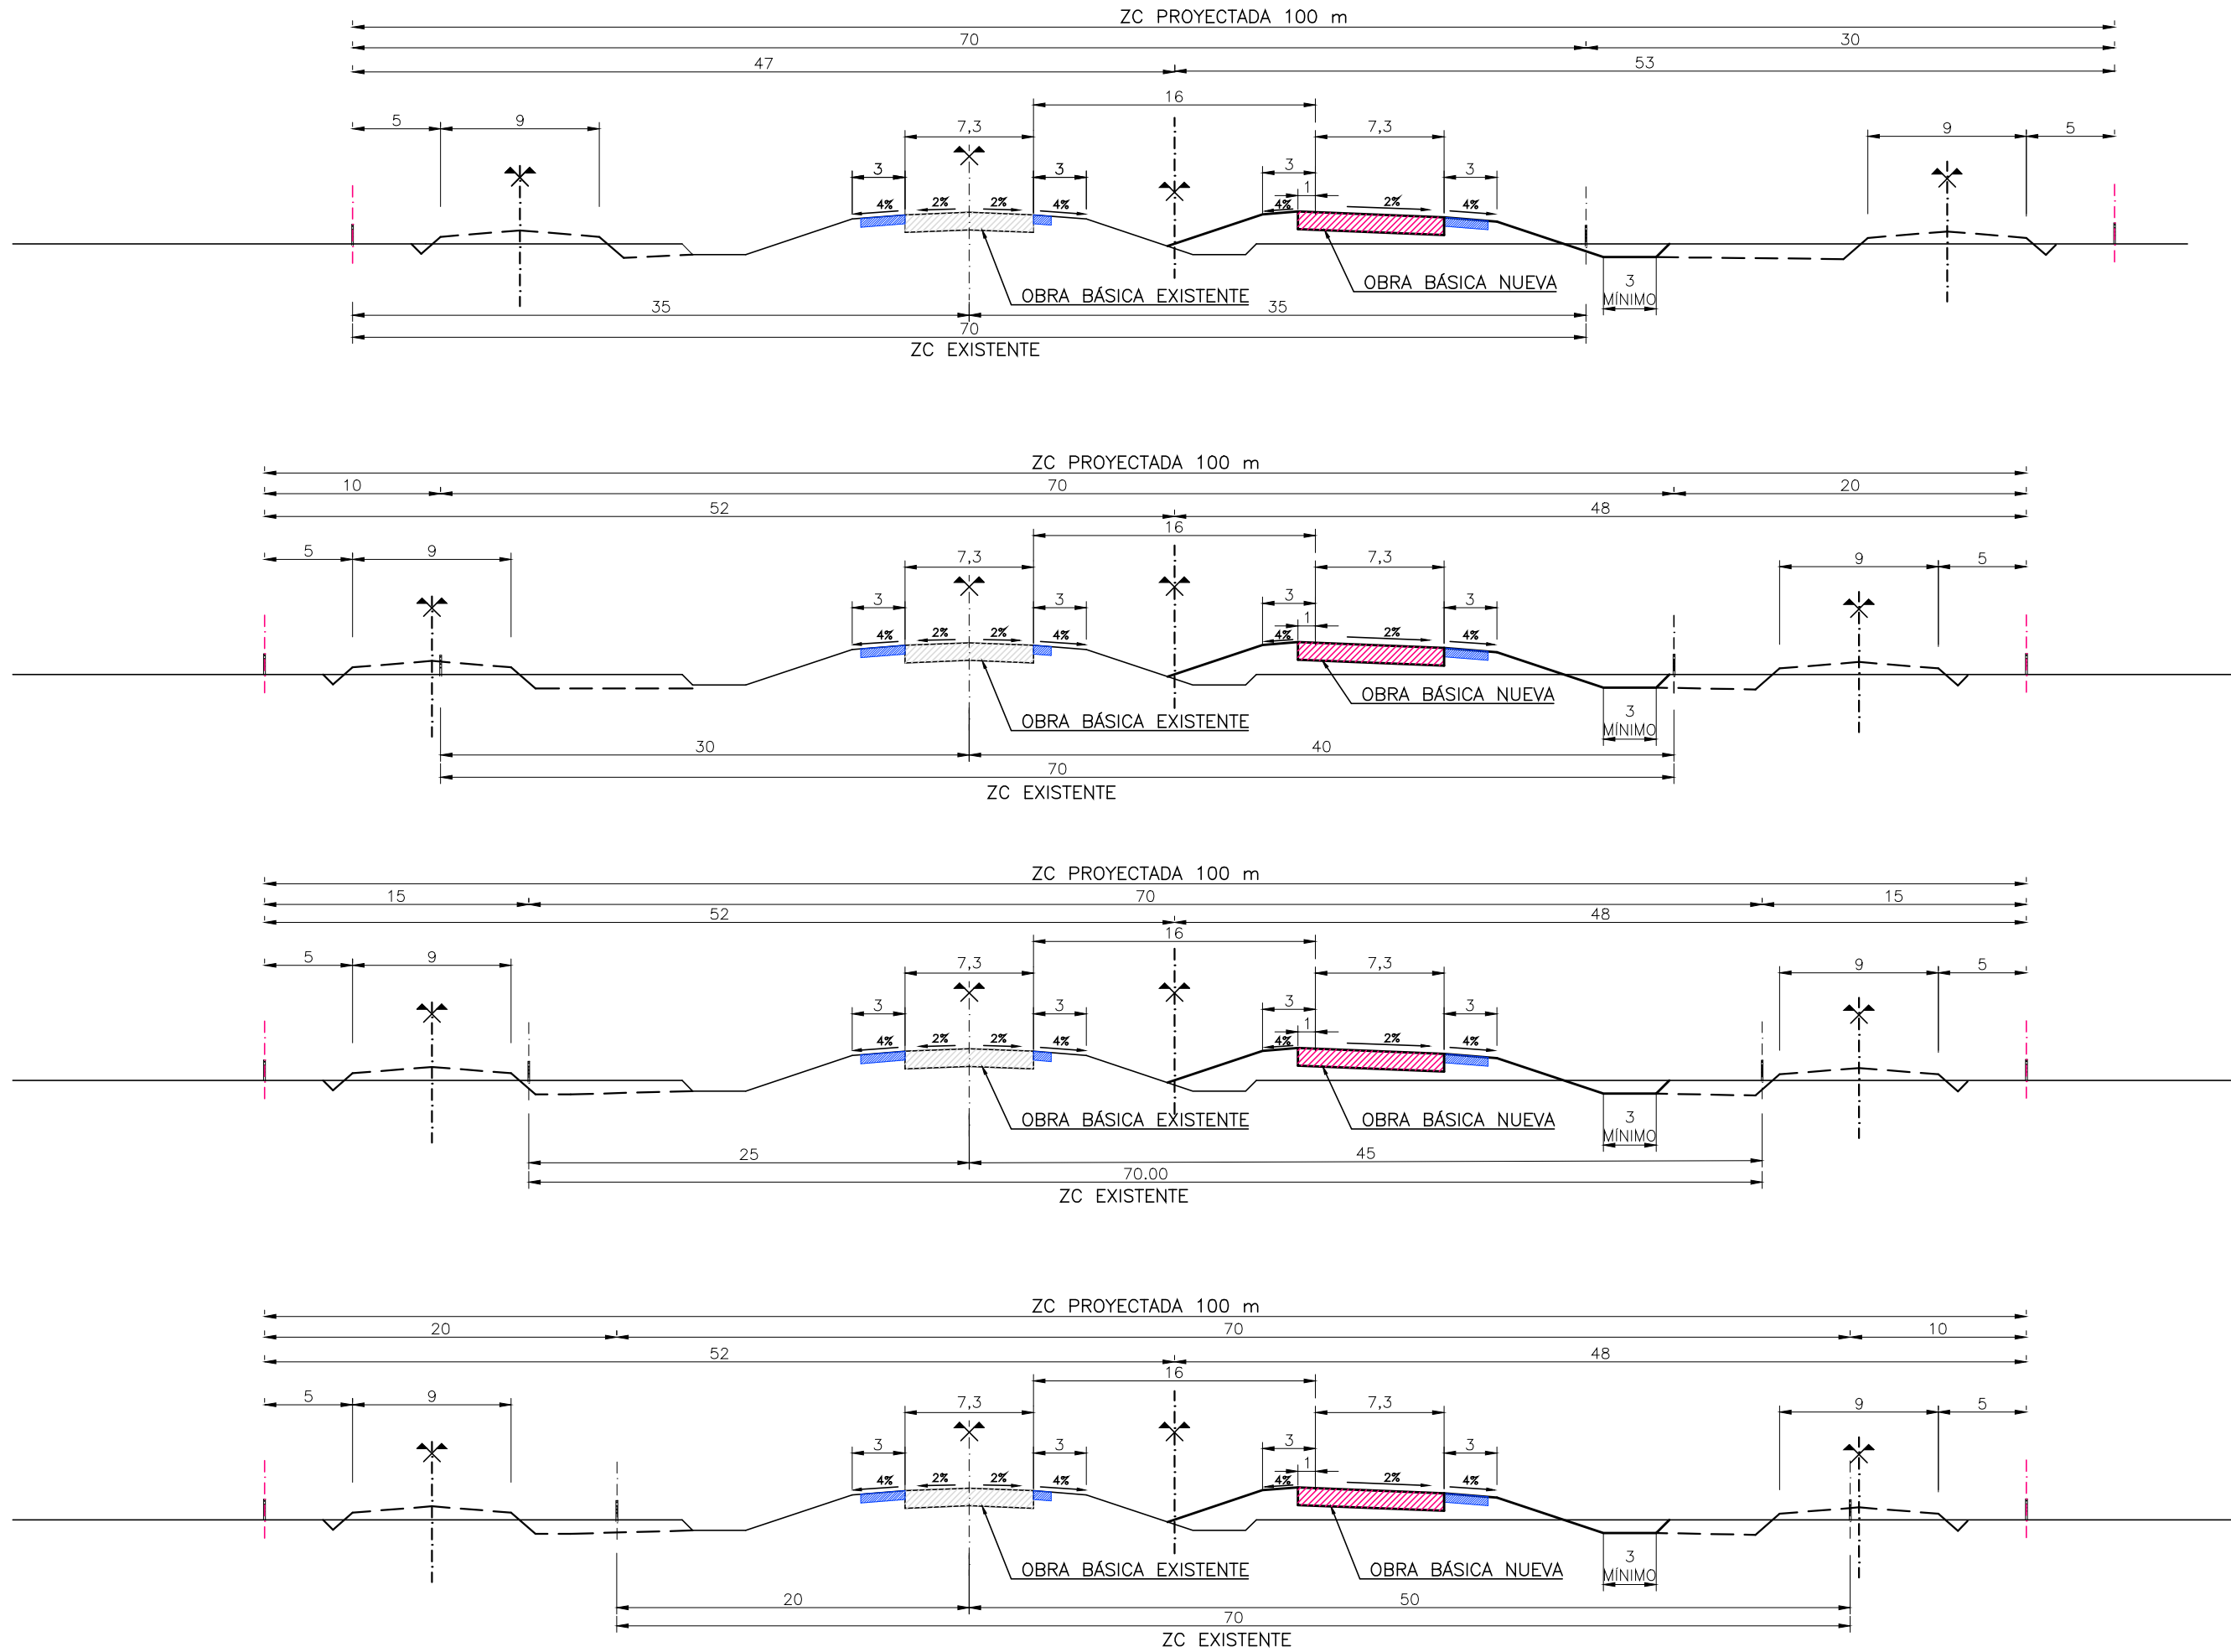 ZC PROYECTADA 100 m
70 30
47 53
16
5 9 7,3 7,3 9 5
3 3 3 3
1
4% 2% 2% 4% 4% 2% 4%
OBRA BÁSICA EXISTENTE OBRA BÁSICA NUEVA 3
MÍNIMO
35 35
70
ZC EXISTENTE
ZC PROYECTADA 100 m
10 70 20
52 48
16
5 9 7,3 7,3 9 5
3 3 3 3
1
4% 2% 2% 4% 4% 2% 4%
OBRA BÁSICA EXISTENTE OBRA BÁSICA NUEVA 3
MÍNIMO
30 40
70
ZC EXISTENTE
ZC PROYECTADA 100 m
15 70 15
52 48
16
5 9 7,3 7,3 9 5
3 3 3 3
1
4% 2% 2% 4% 4% 2% 4%
OBRA BÁSICA EXISTENTE OBRA BÁSICA NUEVA 3
MÍNIMO
25 45
70.00
ZC EXISTENTE
ZC PROYECTADA 100 m
20 70 10
52 48
16
5 9 7,3 7,3 9 5
3 3 3 3
1
4% 2% 2% 4% 4% 2% 4%
OBRA BÁSICA EXISTENTE OBRA BÁSICA NUEVA 3
MÍNIMO
20 50
70
ZC EXISTENTE